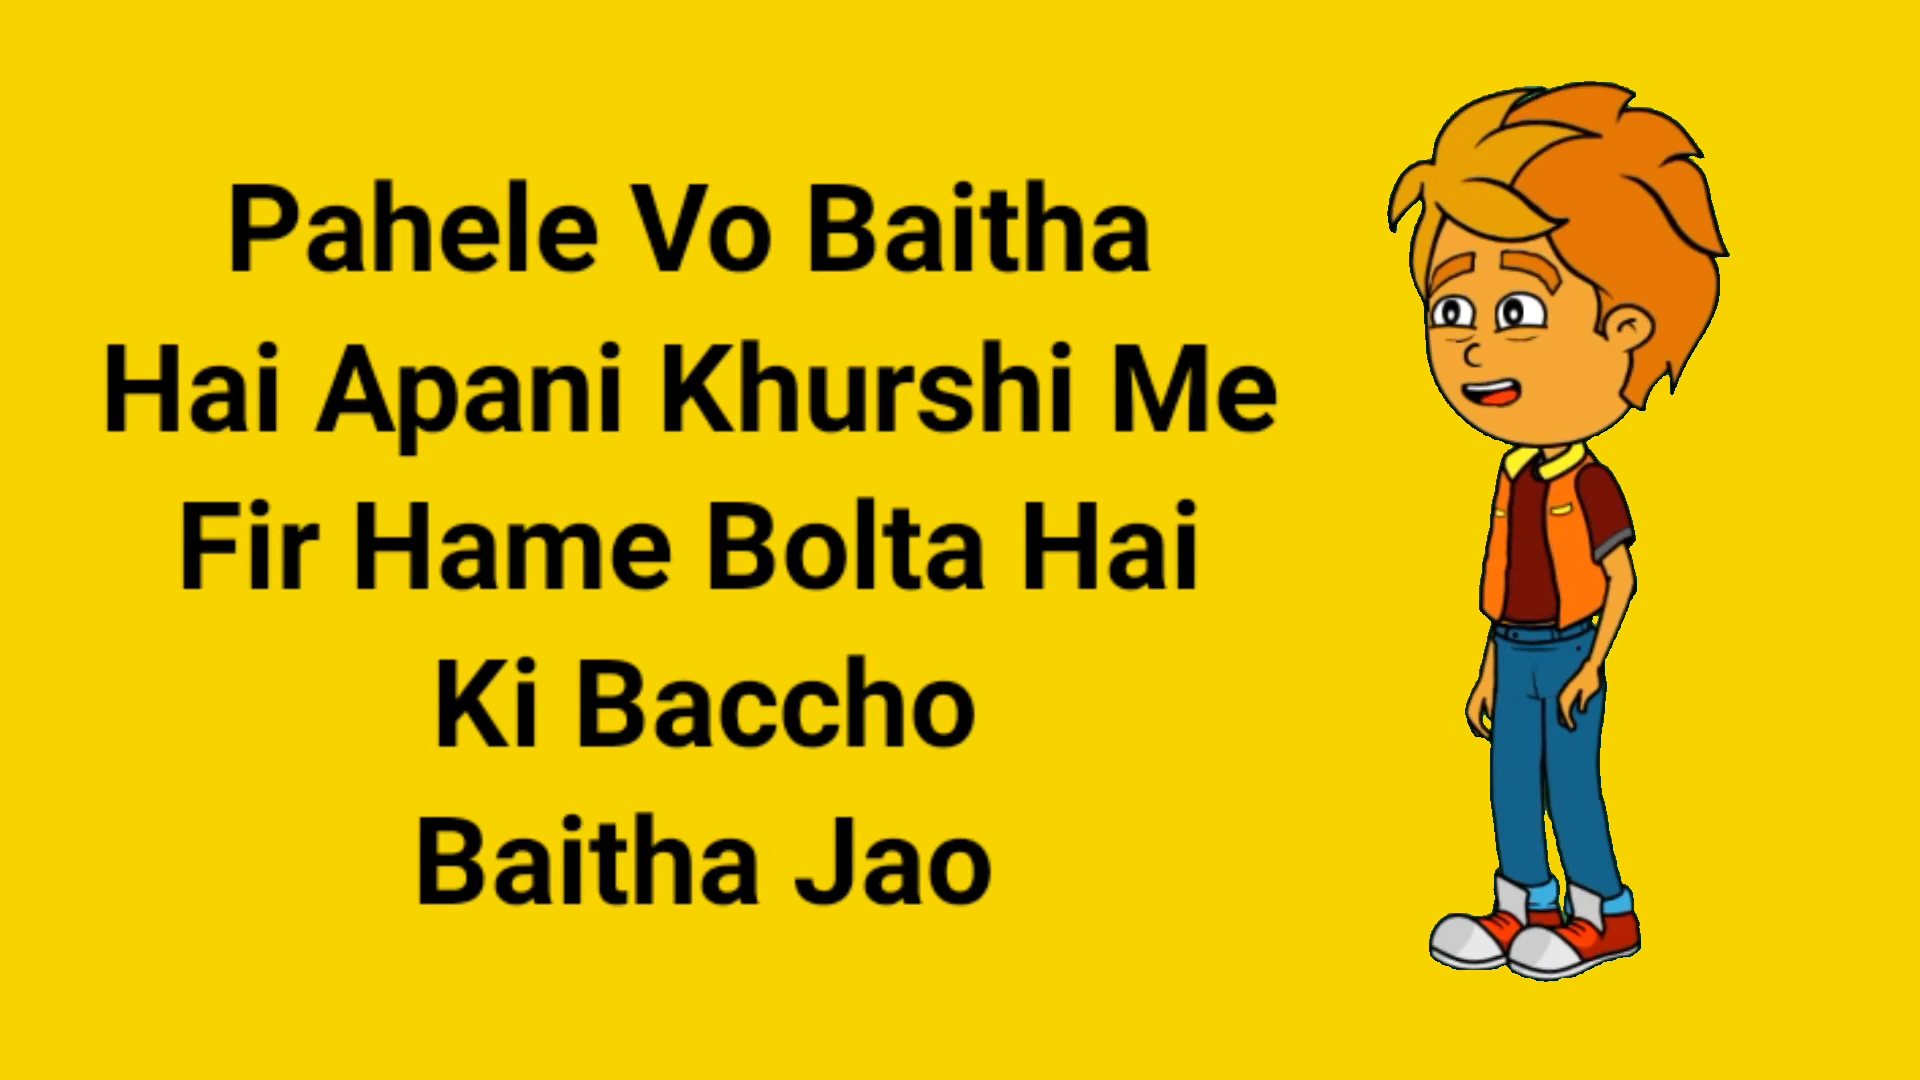 Pahele Vo Baitha
Hai Apani Khurshi Me
Fir Hame Bolta Hai
Ki Baccho
Baitha Jao